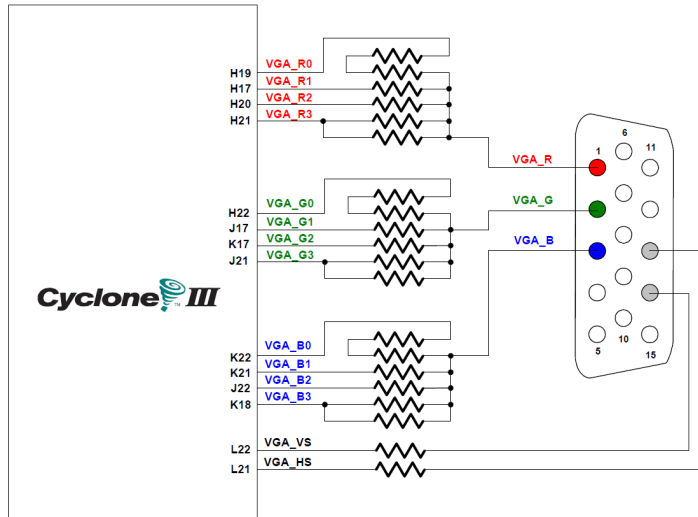 VGA_R0
H19
VGA_R1
H17
VGA_R2
H20
VGA_R3
H21
VGA_R
1
6
11
VGA_G0
H22
VGA_G1
J17
VGA_G2
K17
VGA_G3
J21
VGA_G
VGA_B
Cyclone III
TM
VGA_B0
K22
VGA_B1
K21
VGA_B2
J22
VGA_B3
K18
5
10
15
VGA_VS
L22
VGA_HS
L21